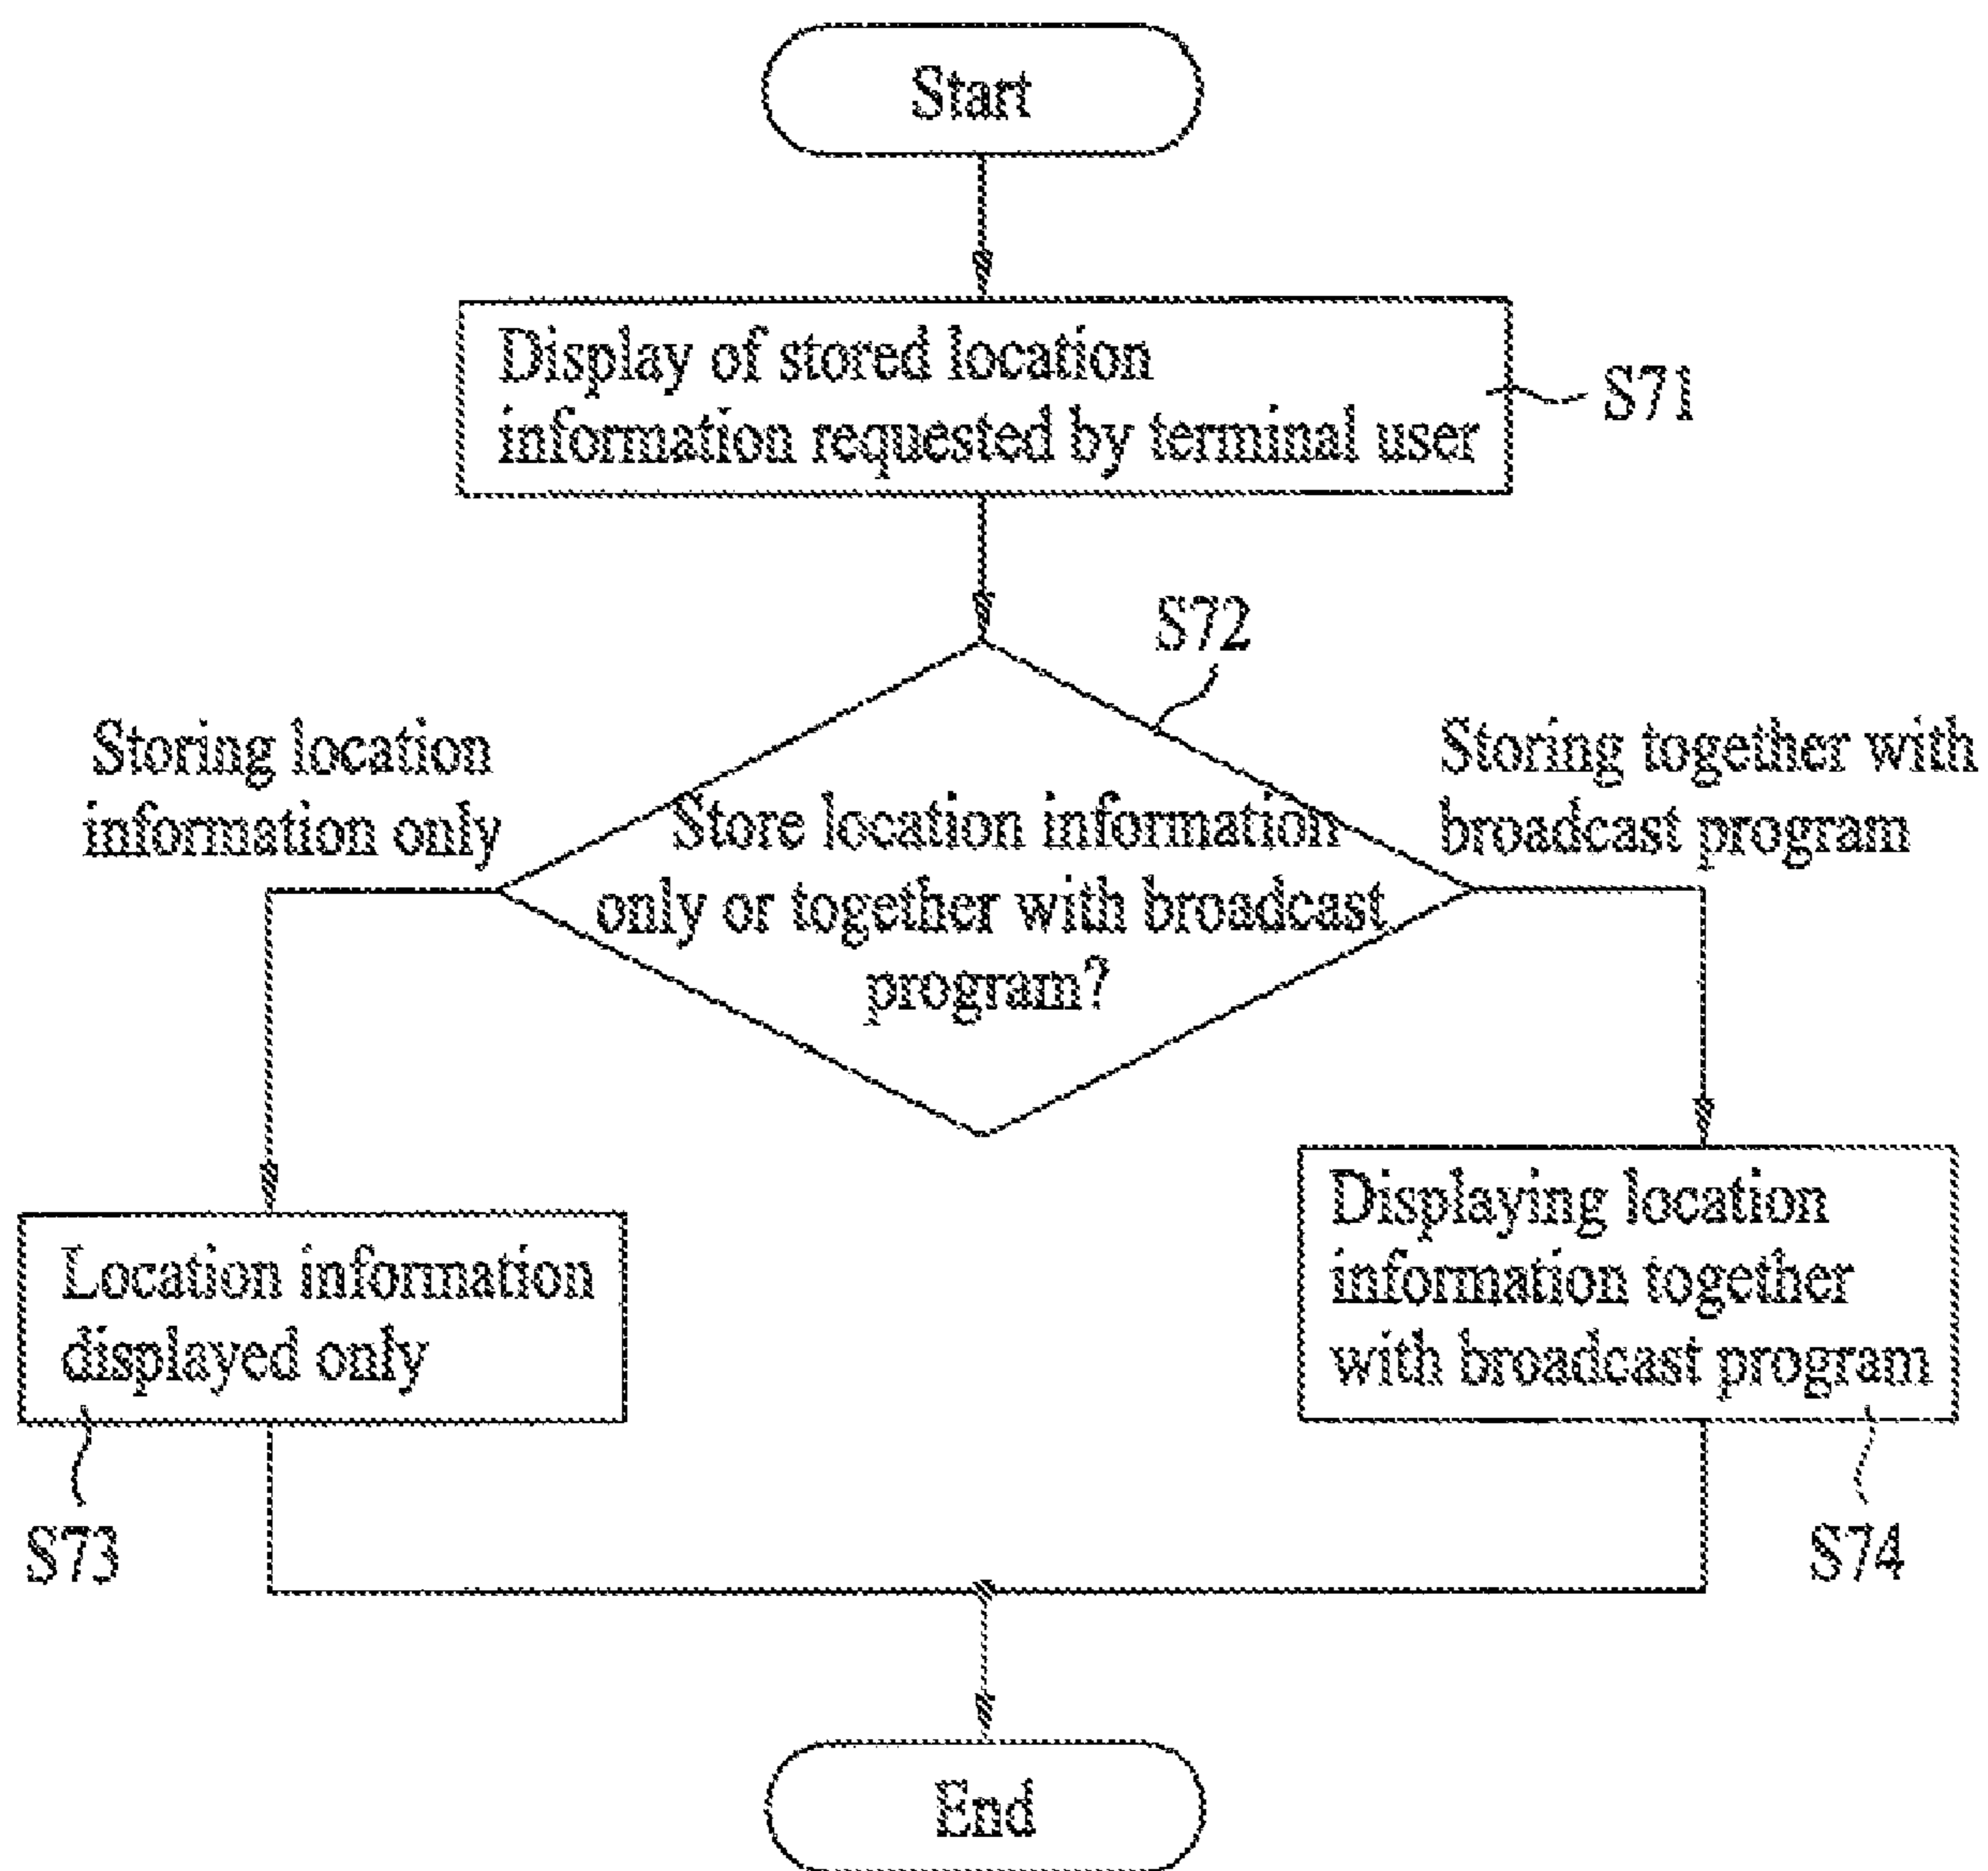 Start
Display of stored location
information requested by terminal user
S71
S72
Storing location
information only
Store location information
only or together with broadcast
program?
Storing together with
broadcast program
Location information
displayed only
S73
Displaying location
information together
with broadcast program
S74
End